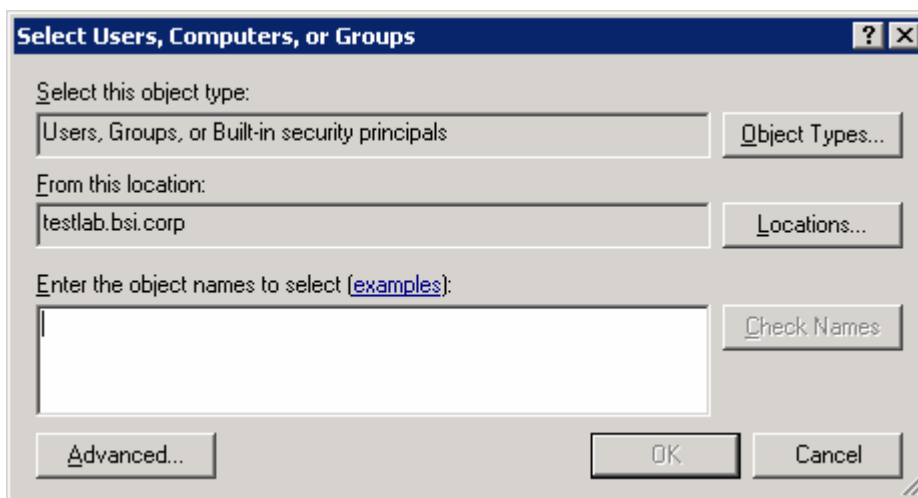 Select Users, Computers, or Groups
Select this object type:
Users, Groups, or Built-in security principals
Object Types...
From this location:
testlab.bsi.corp
Locations...
Enter the object names to select (examples):
Check Names
Advanced...
OK
Cancel